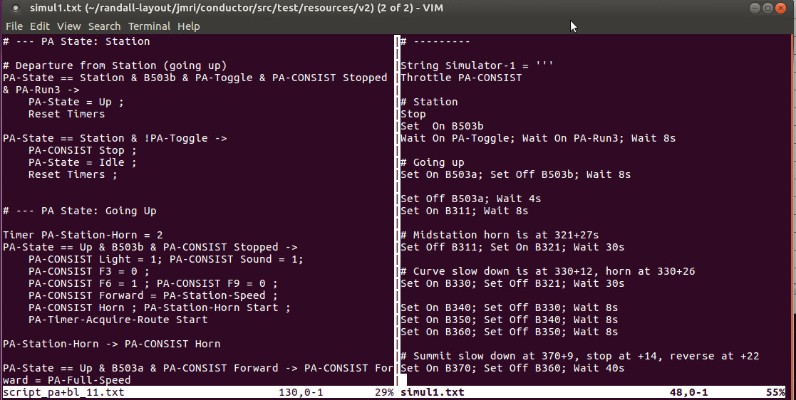 simul1.txt (~/randall-layout/jmri/conductor/src/test/resources/v2) (2 of 2) - VIM
File Edit View Search Terminal Help
# --- PA State: Station

# Departure from Station (going up)
PA-State == Station & B503b & PA-Toggle & PA-CONSIST Stopped
& PA-Run3 ->
    PA-State = Up ;
    Reset Timers

PA-State == Station & !PA-Toggle ->
    PA-CONSIST Stop ;
    PA-State = Idle ;
    Reset Timers ;


# --- PA State: Going Up

Timer PA-Station-Horn = 2
PA-State == Up & B503b & PA-CONSIST Stopped ->
    PA-CONSIST Light = 1; PA-CONSIST Sound = 1;
    PA-CONSIST F3 = 0 ;
    PA-CONSIST F6 = 1 ; PA-CONSIST F9 = 0 ;
    PA-CONSIST Forward = PA-Station-Speed ;
    PA-CONSIST Horn ; PA-Station-Horn Start ;
    PA-Timer-Acquire-Route Start

PA-Station-Horn -> PA-CONSIST Horn

PA-State == Up & B503a & PA-CONSIST Forward -> PA-CONSIST For
ward = PA-Full-Speed
script_pa+bl_11.txt 130,0-1 29%
# ---------

String Simulator-1 = '''
Throttle PA-CONSIST

# Station
Stop
Set  On B503b
Wait On PA-Toggle; Wait On PA-Run3; Wait 8s

# Going up
Set On B503a; Set Off B503b; Wait 8s

Set Off B503a; Wait 4s
Set On B311; Wait 8s

# Midstation horn is at 321+27s
Set Off B311; Set On B321; Wait 30s

# Curve slow down is at 330+12, horn at 330+26
Set On B330; Set Off B321; Wait 30s

Set On B340; Set Off B330; Wait 8s
Set On B350; Set Off B340; Wait 8s
Set On B360; Set Off B350; Wait 8s

# Summit slow down at 370+9, stop at +14, reverse at +22
Set On B370; Set Off B360; Wait 40s

simul1.txt 48,0-1 55%